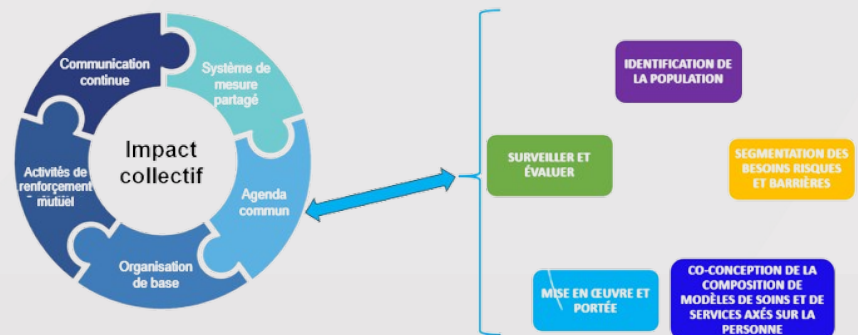 Communication
continue
Système de
mesure
partagé
Impact
collectif
Activités de
renforcement
mutuel
Agenda
commun
Organisation
de base
IDENTIFICATION DE
LA POPULATION
SURVEILLER ET
ÉVALUER
SEGMENTATION DES
BESOINS RISQUES
ET BARRIÈRES
MISE EN ŒUVRE ET
PORTÉE
CO-CONCEPTION DE LA
COMPOSITION DE
MODÈLES DE SOINS ET DE
SERVICES AXÉS SUR LA
PERSONNE